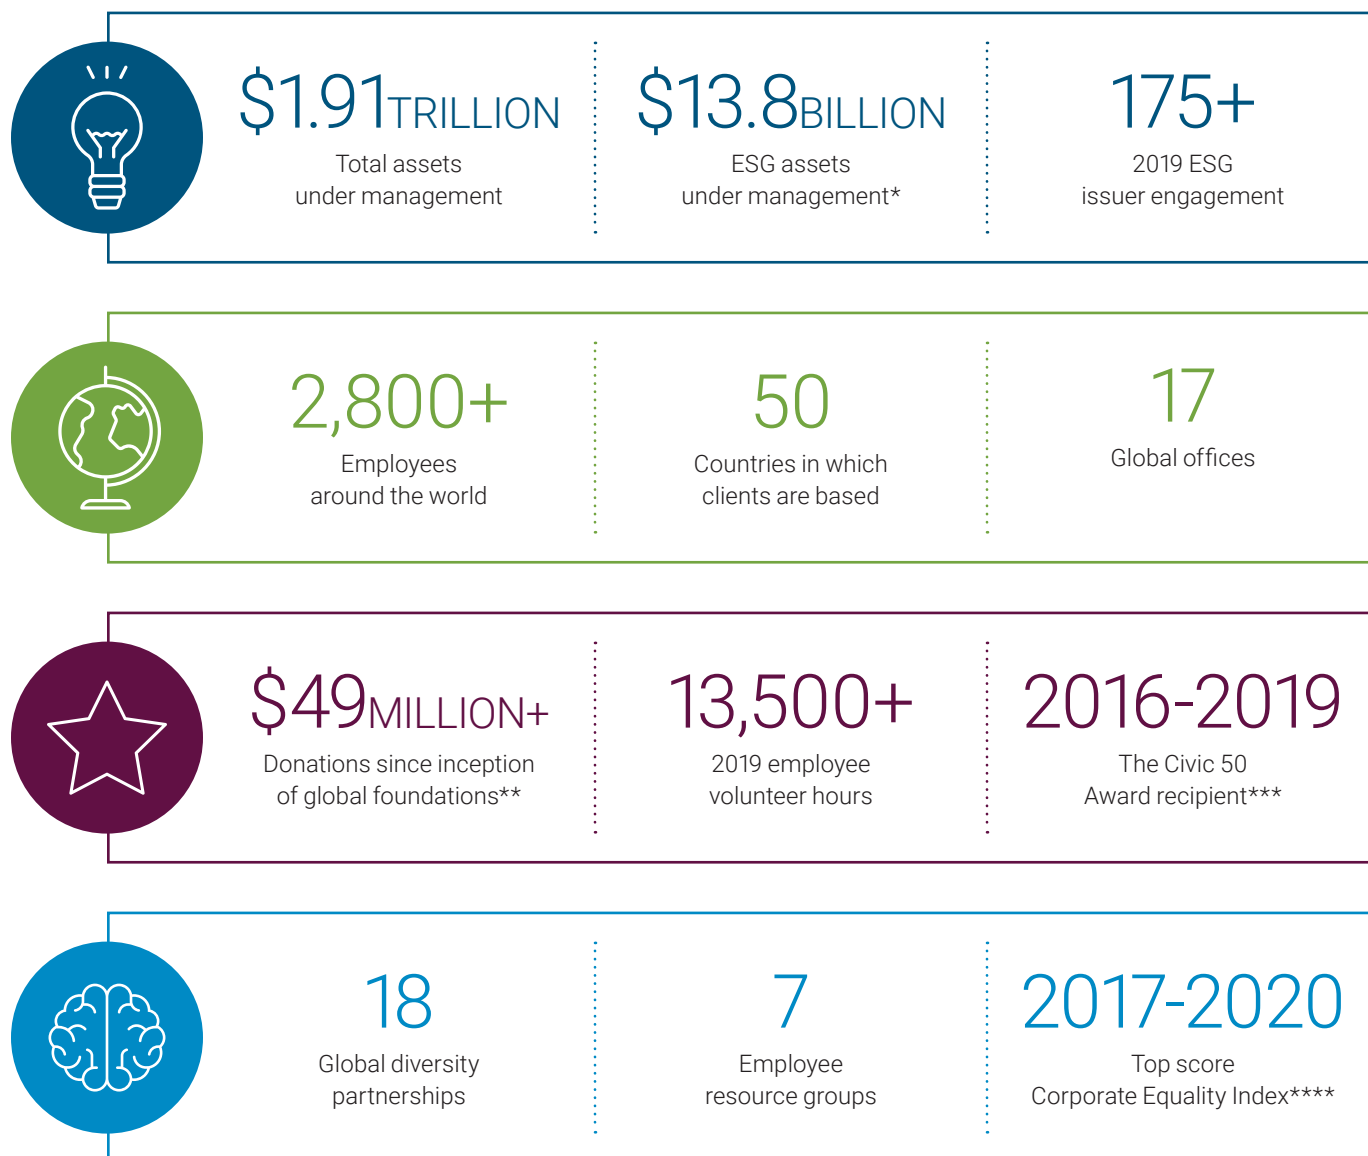 $1.91TRILLION
Total assets
under management
$13.8BILLION
ESG assets
under management*
175+
2019 ESG
issuer engagement
2,800+
Employees
around the world
50
Countries in which
clients are based
17
Global offices
$49MILLION+
Donations since inception
of global foundations**
13,500+
2019 employee
volunteer hours
2016-2019
The Civic 50
Award recipient***
18
Global diversity
partnerships
7
Employee
resource groups
2017-2020
Top score
Corporate Equality Index****